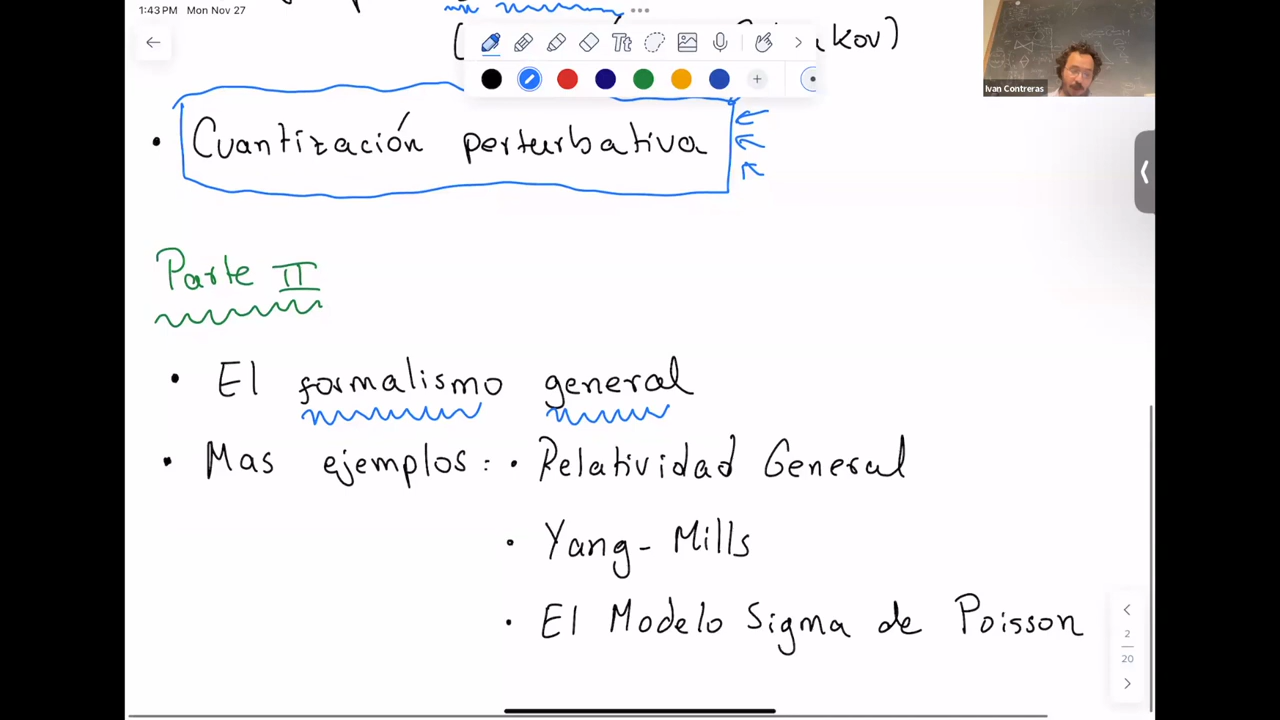 1:43 PM Mon Nov 27
kov)
Tt
Ivan Contreras
• Cuantización perturbativa
Parte II
• El formalismo general
• Mas ejemplos: • Relatividad General
• Yang-Mills
• El Modelo Sigma de Poisson
2
20